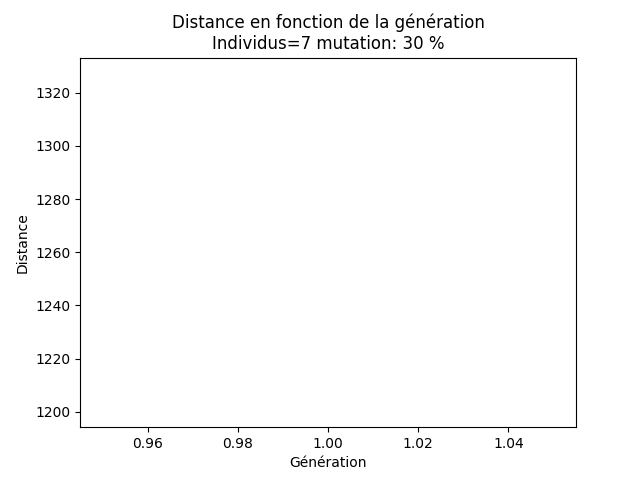 Distance en fonction de la génération
Individus=7 mutation: 30 %
1320
1300
1280
1260
1240
1220
1200
Distance
0.96 0.98 1.00 1.02 1.04
Génération